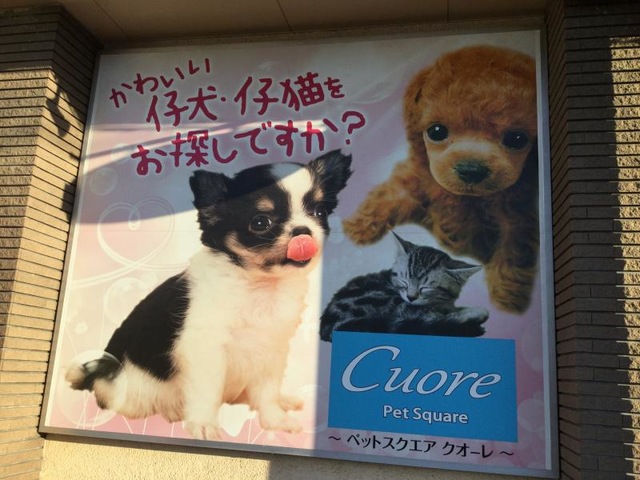 かわいい
仔犬・仔猫を
お探しですか？
Cuore
Pet Square
～ ペットスクエア クオーレ ～